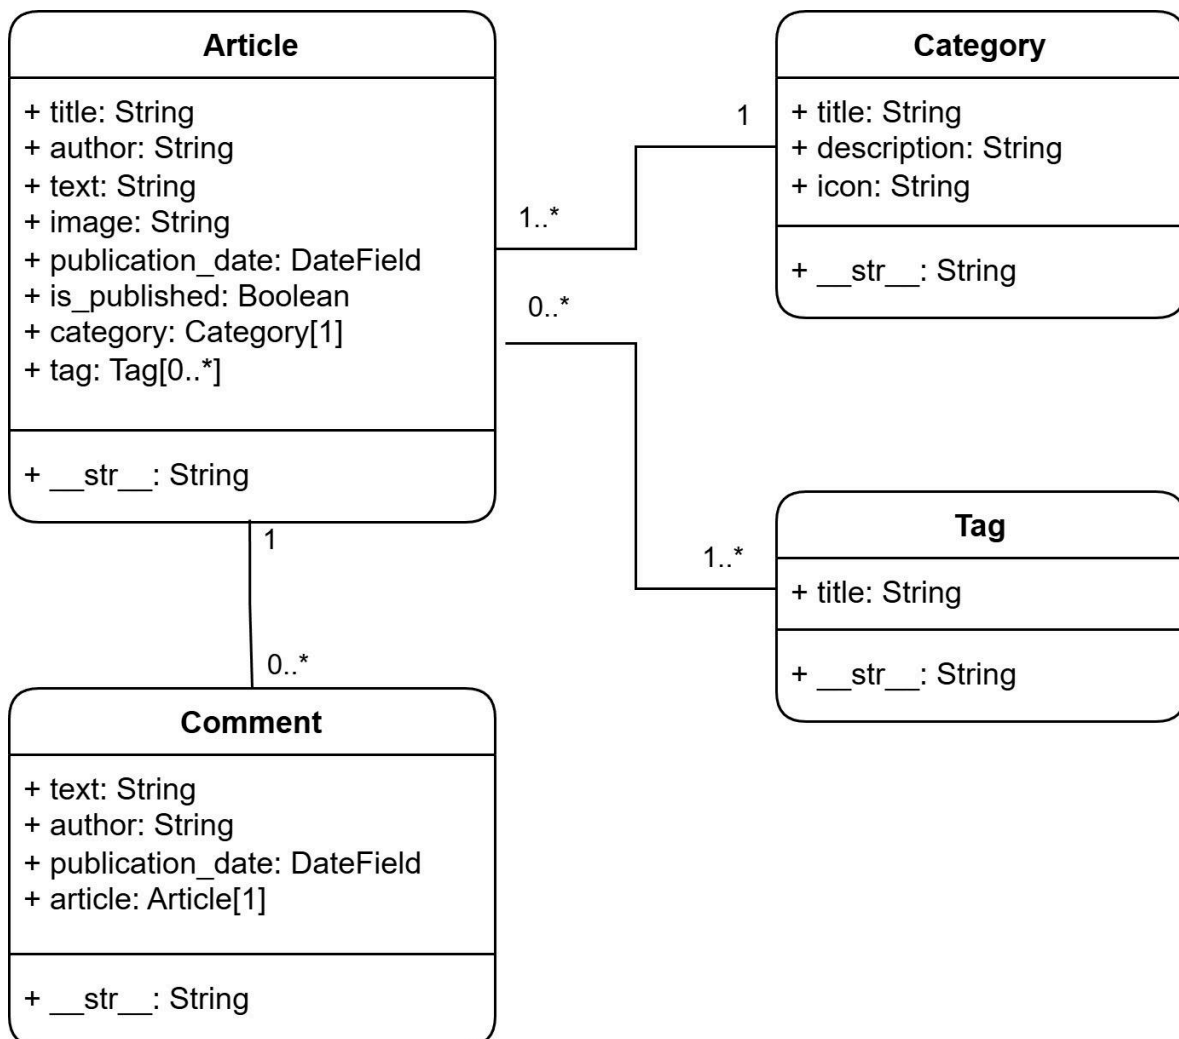 Article
+ title: String
+ author: String
+ text: String
+ image: String
+ publication_date: DateField
+ is_published: Boolean
+ category: Category[1]
+ tag: Tag[0..*]
+ __str__: String
1
1..*
0..*
1..*
Category
+ title: String
+ description: String
+ icon: String
+ __str__: String
Tag
+ title: String
+ __str__: String
1
0..*
Comment
+ text: String
+ author: String
+ publication_date: DateField
+ article: Article[1]
+ __str__: String